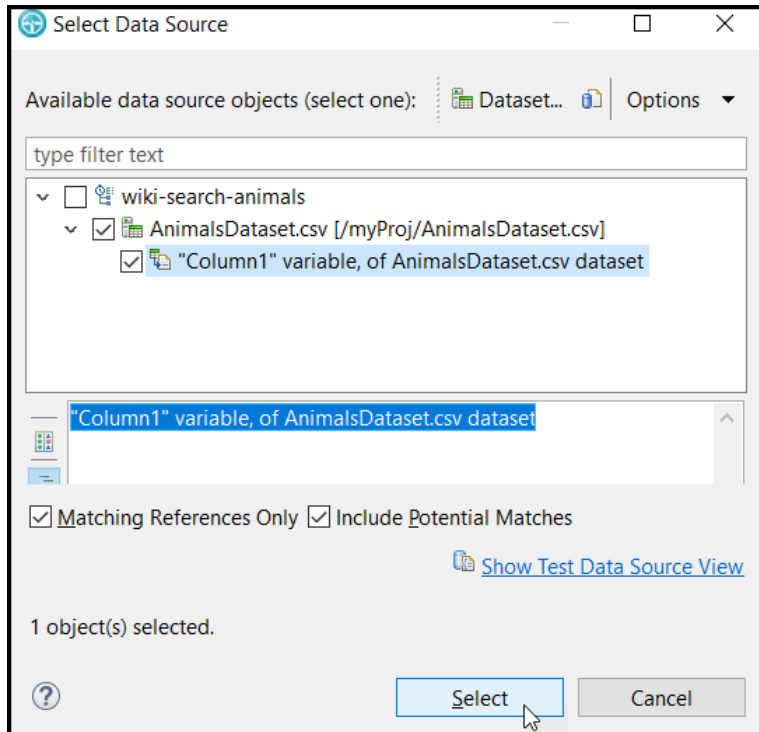 Select Data Source
Available data source objects (select one): Dataset... Options
type filter text
wiki-search-animals
AnimalsDataset.csv [/myProj/AnimalsDataset.csv]
"Column1" variable, of AnimalsDataset.csv dataset
"Column1" variable, of AnimalsDataset.csv dataset
Matching References Only Include Potential Matches
Show Test Data Source View
1 object(s) selected.
? Select Cancel